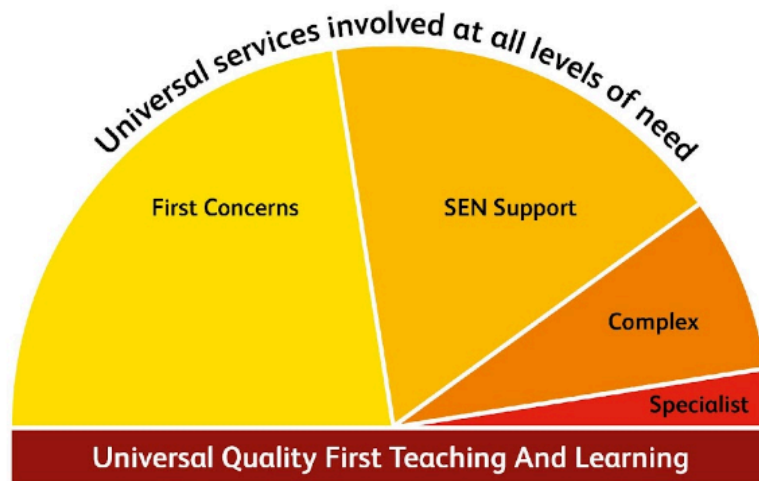 Universal services involved at all levels of need
First Concerns
SEN Support
Complex
Specialist
Universal Quality First Teaching And Learning